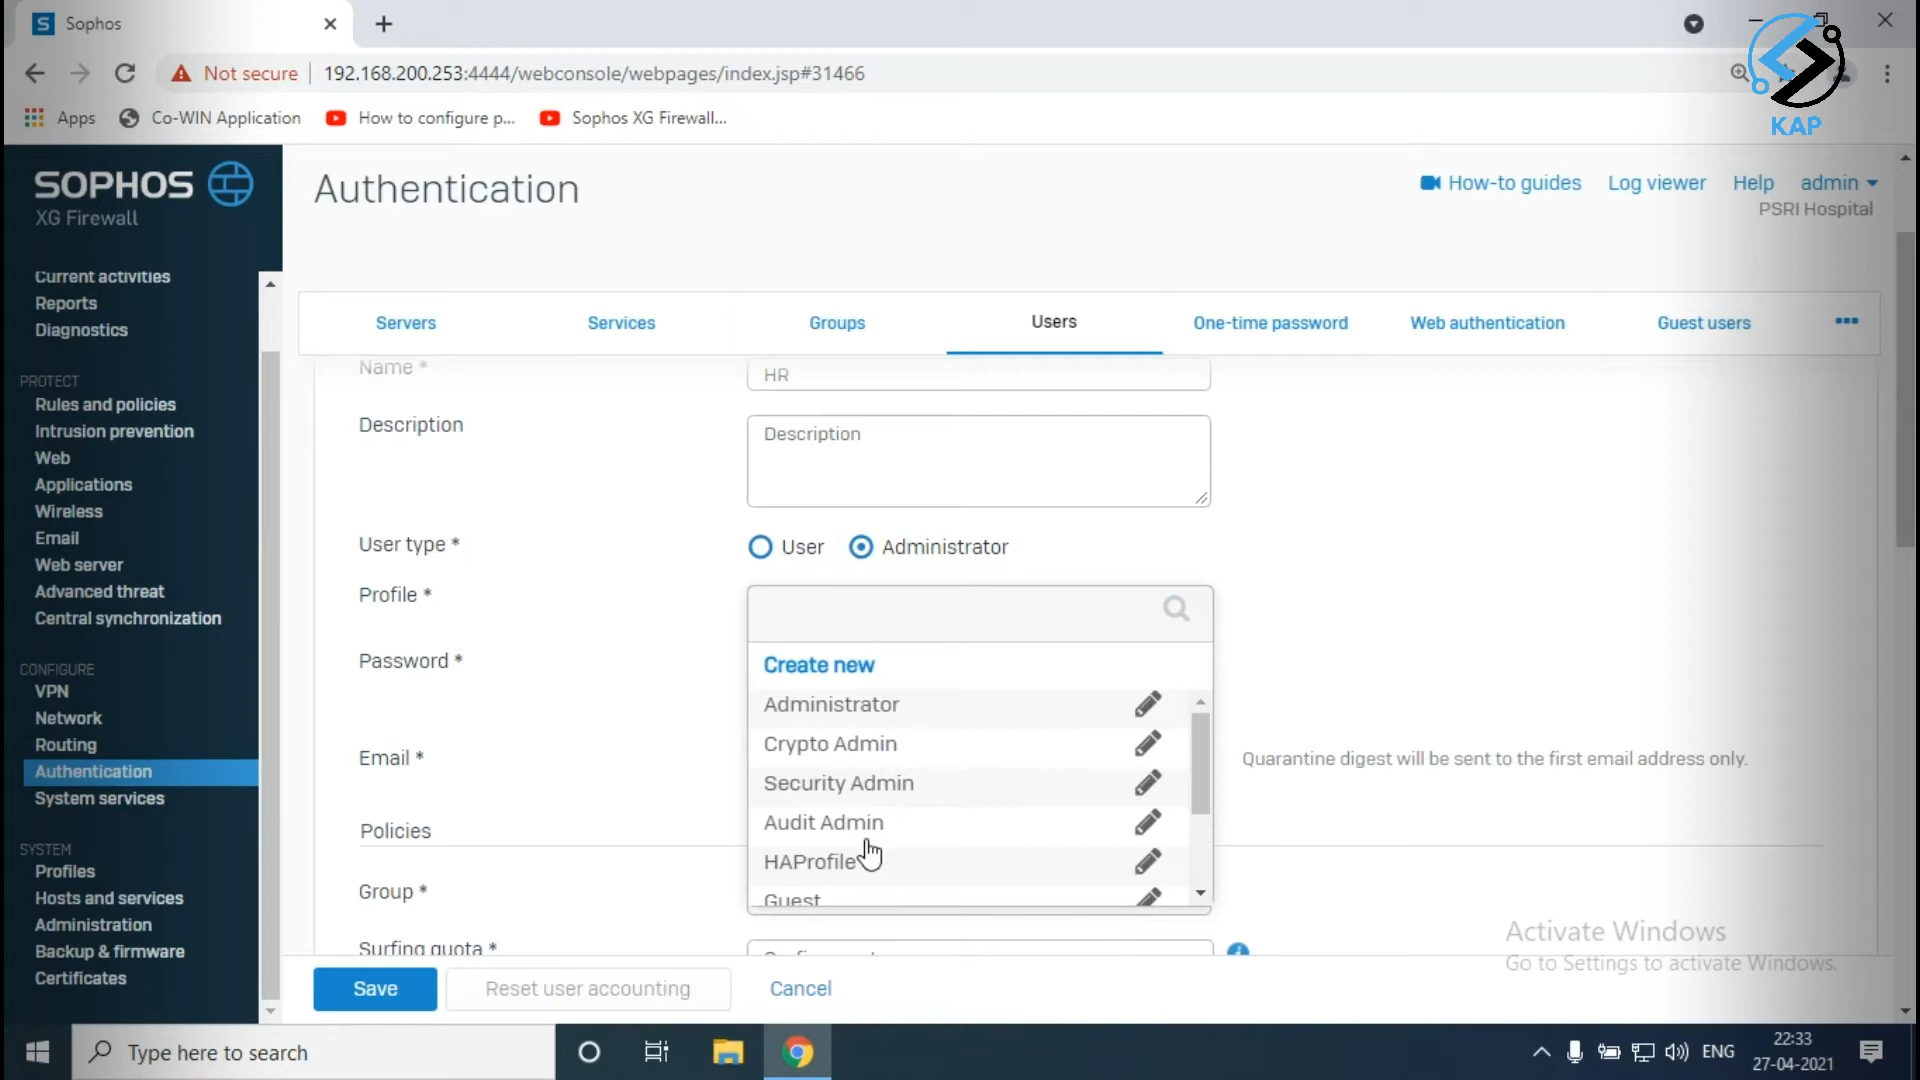 Sophos
Not secure
192.168.200.253:4444/webconsole/webpages/index.jsp#31466
KAP
Apps
Co-WIN Application
How to configure p...
Sophos XG Firewall...
SOPHOS
XG Firewall
Authentication
How-to guides
Log viewer
Help
admin
PSRI Hospital
Current activities
Reports
Diagnostics
PROTECT
Rules and policies
Intrusion prevention
Web
Applications
Wireless
Email
Web server
Advanced threat
Central synchronization
CONFIGURE
VPN
Network
Routing
Authentication
System services
SYSTEM
Profiles
Hosts and services
Administration
Backup & firmware
Certificates
Servers
Services
Groups
Users
One-time password
Web authentication
Guest users
Name *
HR
Description
Description
User type *
User
Administrator
Profile *
Create new
Administrator
Crypto Admin
Security Admin
Audit Admin
HAProfile
Guest
Password *
Email *
Quarantine digest will be sent to the first email address only.
Policies
Group *
Surfing quota *
Save
Reset user accounting
Cancel
Activate Windows
Go to Settings to activate Windows.
Type here to search
ENG
22:33
27-04-2021